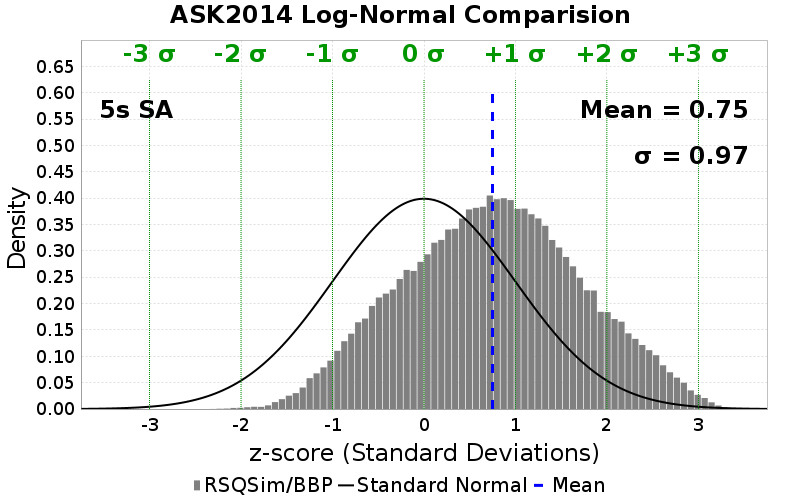 ASK2014 Log-Normal Comparision
-3 σ -2 σ -1 σ 0 σ +1 σ +2 σ +3 σ
5s SA
Mean = 0.75
σ = 0.97
Density
0.65
0.60
0.55
0.50
0.45
0.40
0.35
0.30
0.25
0.20
0.15
0.10
0.05
0.00
-3 -2 -1 0 1 2 3
z-score (Standard Deviations)
RSQSim/BBP Standard Normal Mean